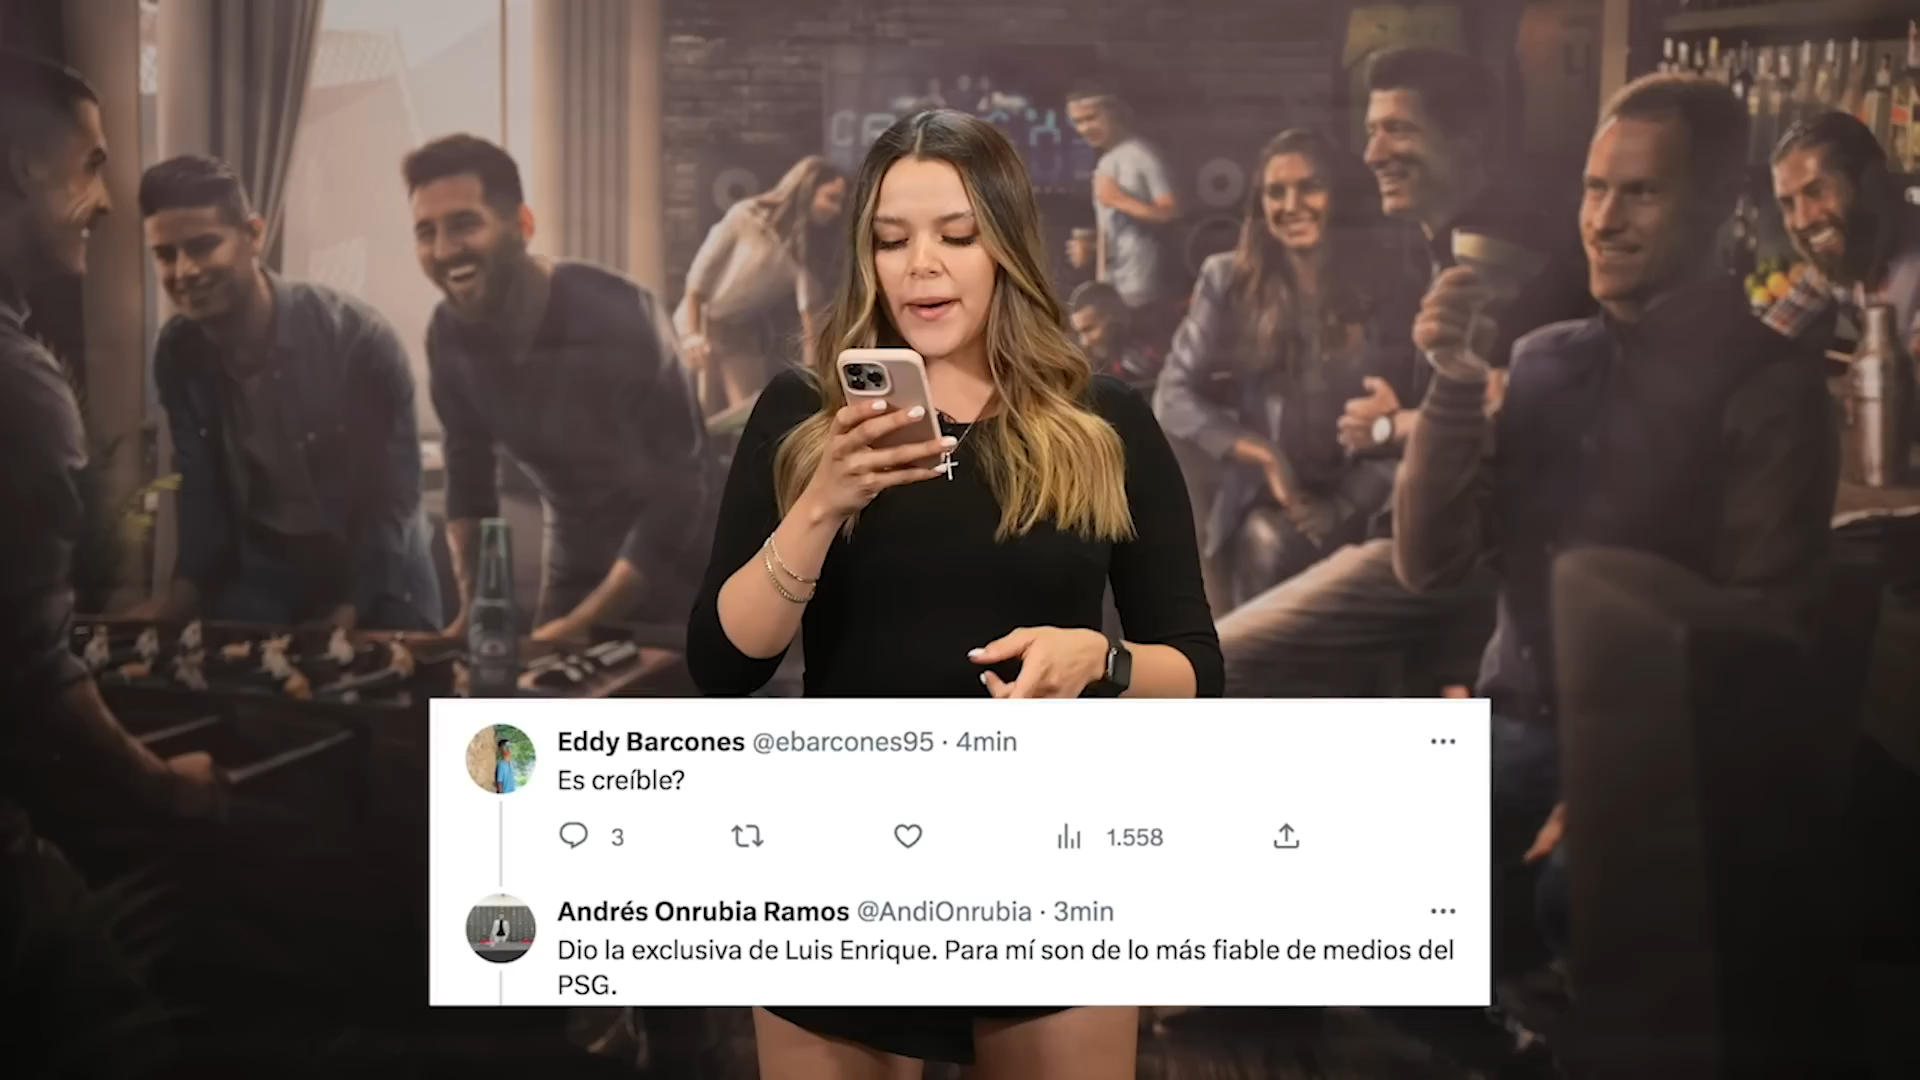 Eddy Barcones @ebarcones95 · 4min
Es creíble?
3 1.558
Andrés Onrubia Ramos @AndiOnrubia · 3min
Dio la exclusiva de Luis Enrique. Para mí son de lo más fiable de medios del
PSG.